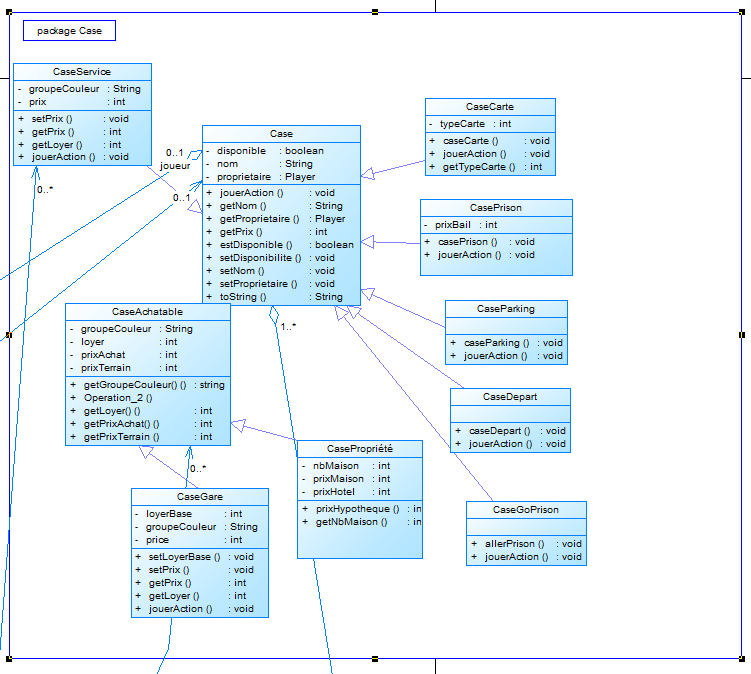 package Case
CaseService
- groupeCouleur : String
- prix : int
+ setPrix () : void
+ getPrix () : int
+ getLoyer () : int
+ jouerAction () : void
0..*
0..1
joueur
0..1
Case
- disponible : boolean
- nom : String
- proprietaire : Player
+ jouerAction () : void
+ getNom () : String
+ getProprietaire () : Player
+ getPrix () : int
+ estDisponible () : boolean
+ setDisponibilite () : void
+ setNom () : void
+ setProprietaire () : void
+ toString () : String
1..*
CaseCarte
- typeCarte : int
+ caseCarte () : void
+ jouerAction () : void
+ getTypeCarte () : int
CasePrison
- prixBail : int
+ casePrison () : void
+ jouerAction () : void
CaseParking
+ caseParking () : void
+ jouerAction () : void
CaseDepart
+ caseDepart () : void
+ jouerAction () : void
CaseGoPrison
+ allerPrison () : void
+ jouerAction () : void
CaseAchatable
- groupeCouleur : String
- loyer : int
- prixAchat : int
- prixTerrain : int
+ getGroupeCouleur() () : string
+ Operation_2 ()
+ getLoyer() () : int
+ getPrixAchat() () : int
+ getPrixTerrain () : int
0..*
CasePropriété
- nbMaison : int
- prixMaison : int
- prixHotel : int
+ prixHypotheque () : in
+ getNbMaison () : in
CaseGare
- loyerBase : int
- groupeCouleur : String
- price : int
+ setLoyerBase () : void
+ setPrix () : void
+ getPrix () : int
+ getLoyer () : int
+ jouerAction () : void